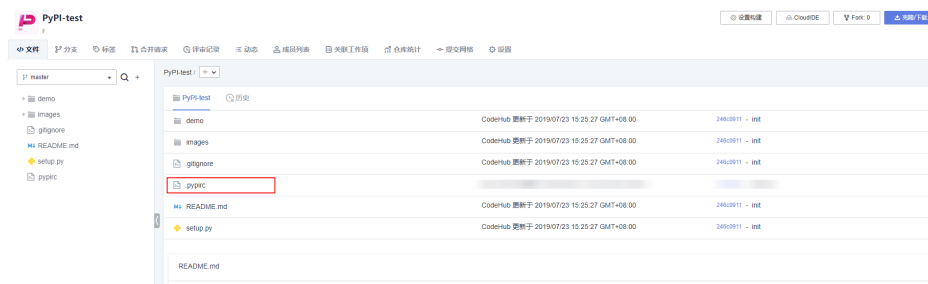 PyPI-test
设置构建 CloudIDE Fork: 0 克隆/下载
文件 分支 标签 合并请求 评审记录 动态 成员列表 关联工作项 仓库统计 提交网络 设置
master
PyPI-test /
demo
images
.gitignore
README.md
setup.py
.pypirc
PyPI-test 历史
demo CodeHub 更新于 2019/07/23 15:25:27 GMT+08:00 246c0911 - init
images CodeHub 更新于 2019/07/23 15:25:27 GMT+08:00 246c0911 - init
.gitignore CodeHub 更新于 2019/07/23 15:25:27 GMT+08:00 246c0911 - init
.pypirc
README.md CodeHub 更新于 2019/07/23 15:25:27 GMT+08:00 246c0911 - init
setup.py CodeHub 更新于 2019/07/23 15:25:27 GMT+08:00 246c0911 - init
README.md